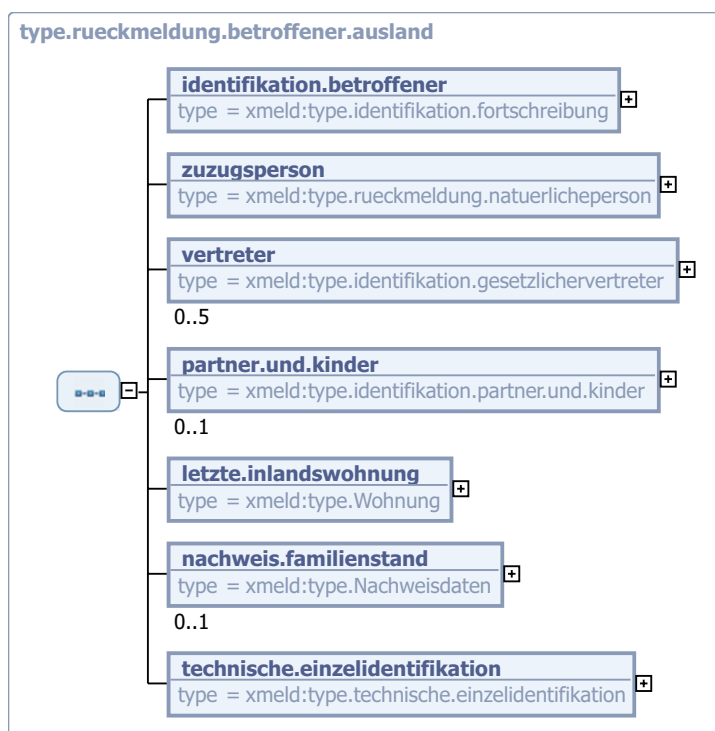 type.rueckmeldung.betroffener.ausland
identifikation.betroffener
type = xmeld:type.identifikation.fortschreibung
zuzugsperson
type = xmeld:type.rueckmeldung.natuerlicheperson
vertreter
type = xmeld:type.identifikation.gesetzlichervertreter
0..5
partner.und.kinder
type = xmeld:type.identifikation.partner.und.kinder
0..1
letzte.inlandswohnung
type = xmeld:type.Wohnung
nachweis.familienstand
type = xmeld:type.Nachweisdaten
0..1
technische.einzelidentifikation
type = xmeld:type.technische.einzelidentifikation